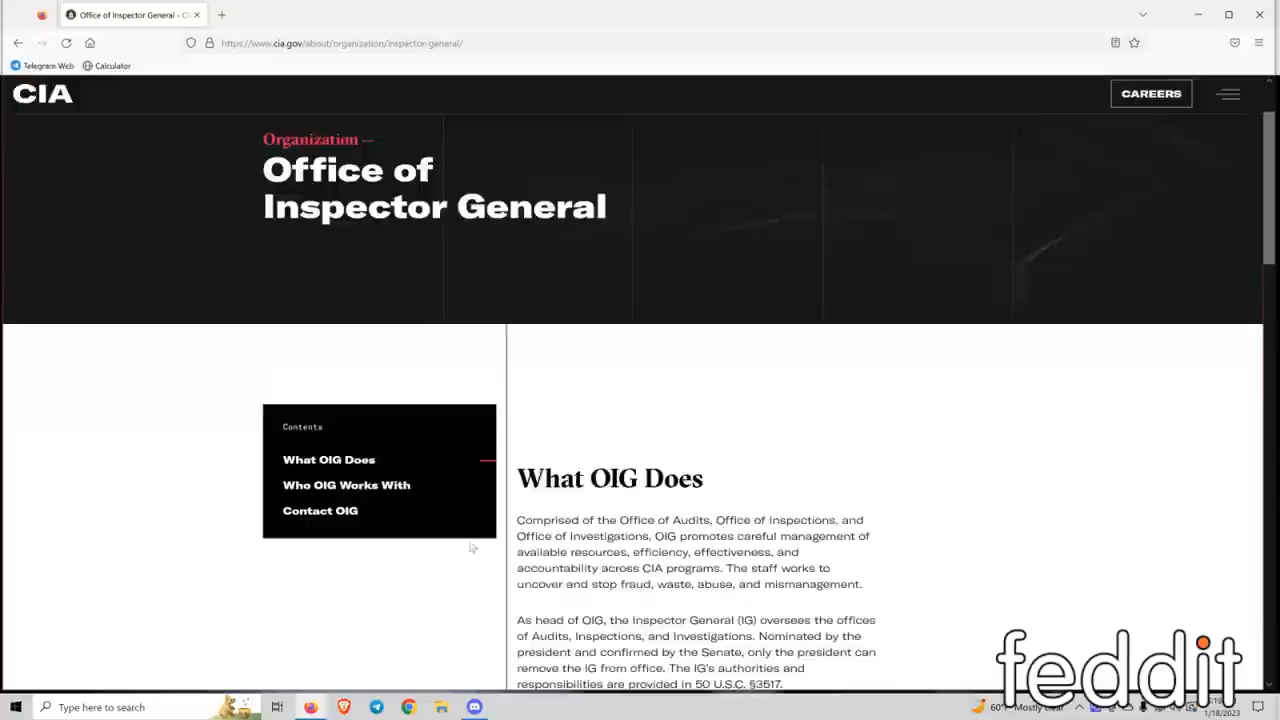 Office of Inspector General - CI
https://www.cia.gov/about/organization/inspector-general/
Telegram Web
Calculator
CIA
CAREERS
Organization —
Office of
Inspector General
Contents
What OIG Does
Who OIG Works With
Contact OIG
What OIG Does
Comprised of the Office of Audits, Office of Inspections, and
Office of Investigations, OIG promotes careful management of
available resources, efficiency, effectiveness, and
accountability across CIA programs. The staff works to
uncover and stop fraud, waste, abuse, and mismanagement.
As head of OIG, the Inspector General (IG) oversees the offices
of Audits, Inspections, and Investigations. Nominated by the
president and confirmed by the Senate, only the president can
remove the IG from office. The IG's authorities and
responsibilities are provided in 50 U.S.C. §3517.
feddit
Type here to search
60° Mostly clear
1/18/2023